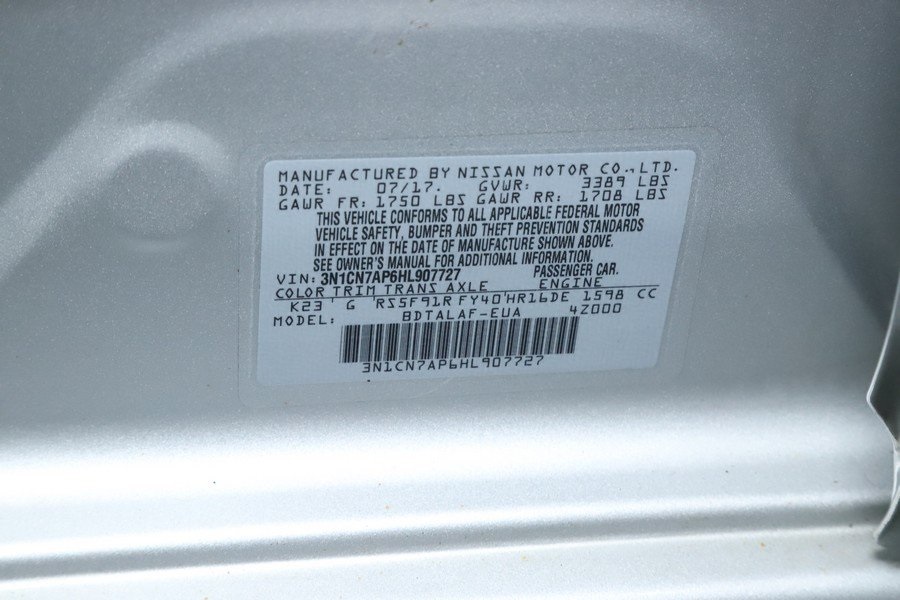 MANUFACTURED BY NISSAN MOTOR CO., LTD.
DATE: 07/17. GVWR: 3389 LBS
GAWR FR: 1750 LBS GAWR RR: 1708 LBS
THIS VEHICLE CONFORMS TO ALL APPLICABLE FEDERAL MOTOR
VEHICLE SAFETY, BUMPER AND THEFT PREVENTION STANDARDS
IN EFFECT ON THE DATE OF MANUFACTURE SHOWN ABOVE.
SEE OWNER'S MANUAL FOR ADDITIONAL INFORMATION.
VIN: 3N1CN7AP6HL907727 PASSENGER CAR.
COLOR TRIM TRANS AXLE ENGINE
K23 ' G 'RS5F91R FY40'HR16DE 1598 CC
MODEL: BDTALAF-EUA 4Z000
3N1CN7AP6HL907727